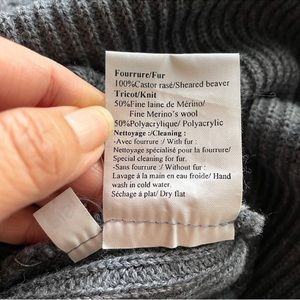 Fourrure/Fur
100%Castor rasé/Sheared beaver
Tricot/Knit
50%Fine laine de Mérino/
Fine Merino's wool
50%Polyacrylique/ Polyacrylic
Nettoyage :/Cleaning :
-Avec fourrure :/ With fur :
Nettoyage spécialisé pour la fourrure/
Special cleaning for fur.
-Sans fourrure :/ Without fur :
Lavage à la main en eau froide/ Hand
wash in cold water.
Séchage à plat/ Dry flat